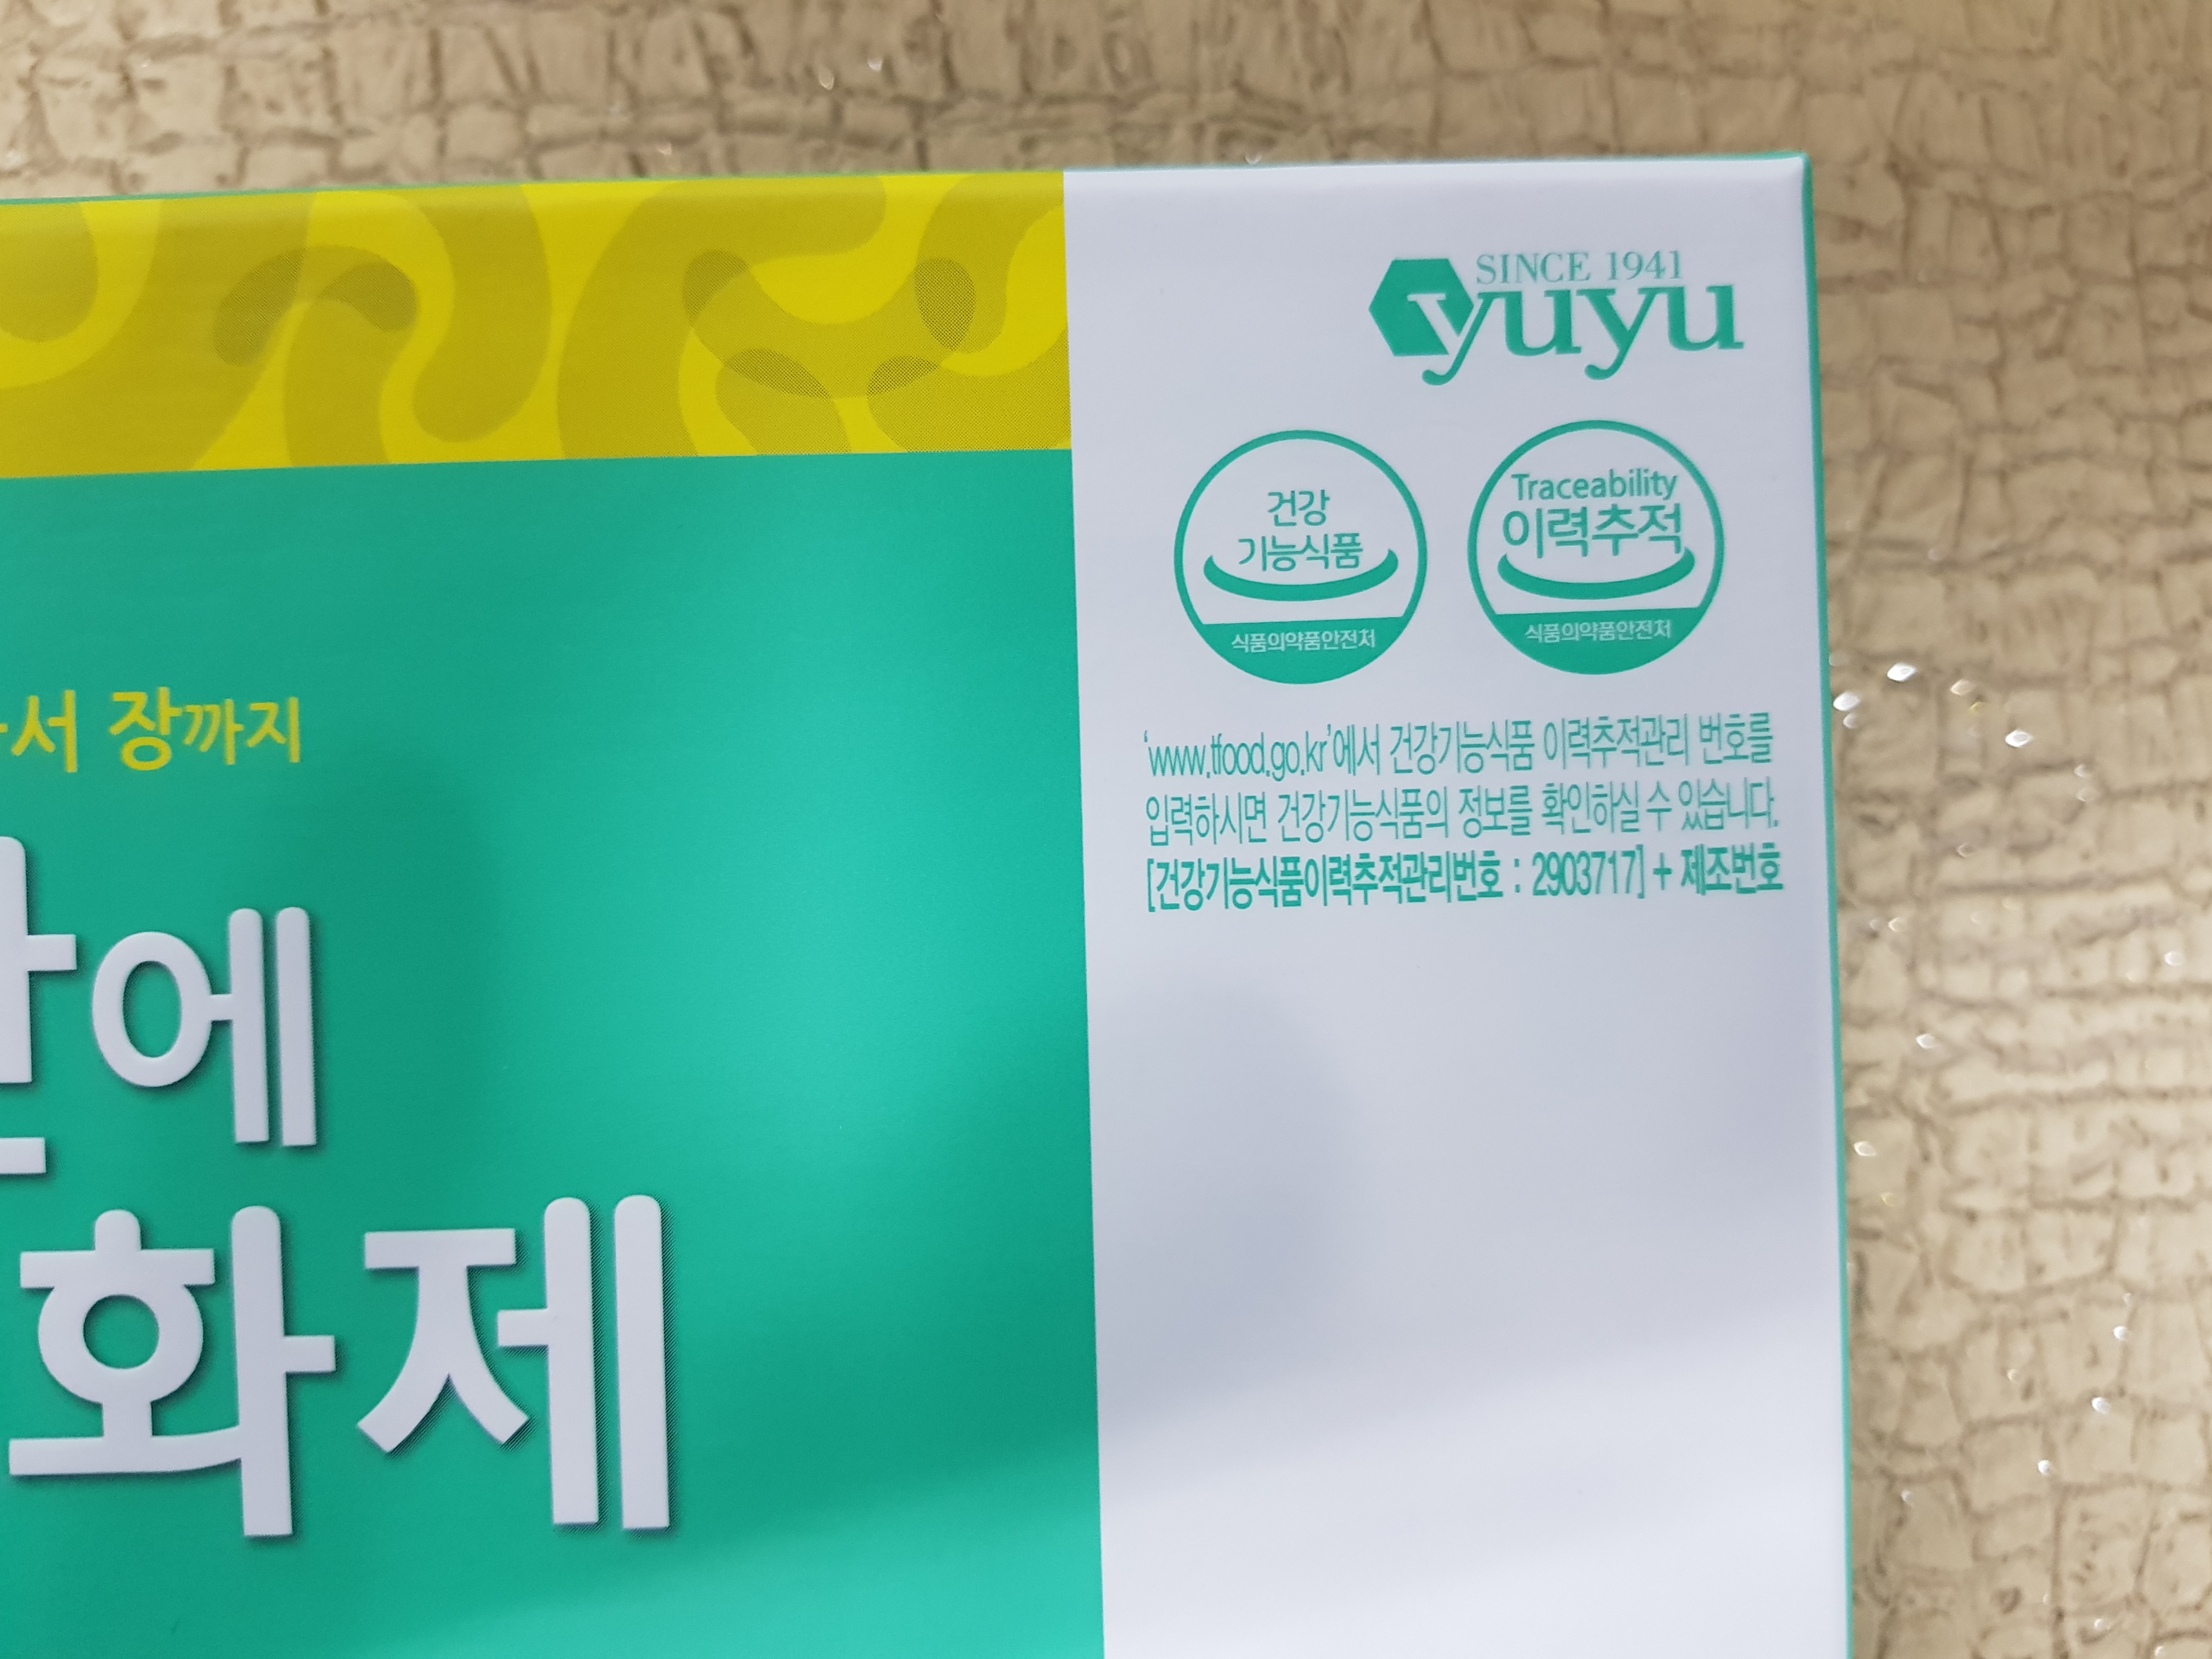 SINCE 1941
yuyu
건강
기능식품
식품의약품안전처
Traceability
이력추적
식품의약품안전처
'www.tfood.go.kr'에서 건강기능식품 이력추적관리 번호를
입력하시면 건강기능식품의 정보를 확인하실 수 있습니다.
[건강기능식품이력추적관리번호 : 2903717] + 제조번호
서 장까지
에
화제